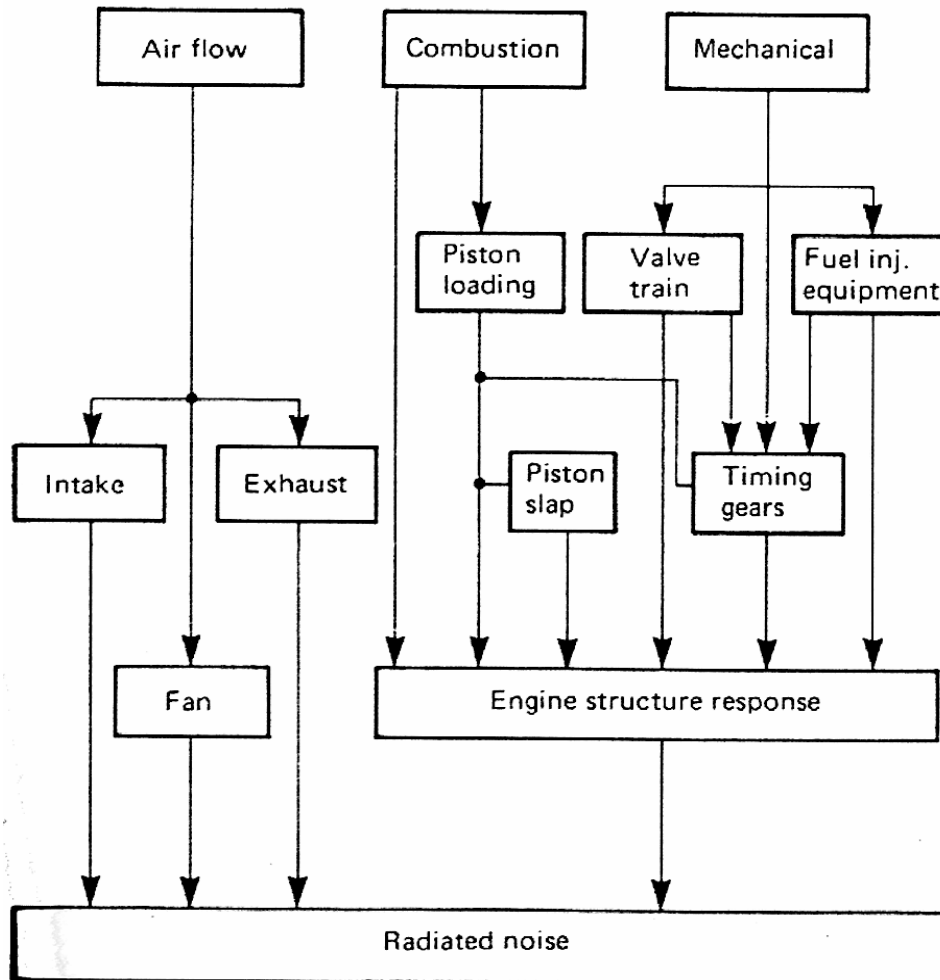 Air flow
Combustion
Mechanical
Piston
loading
Valve
train
Fuel inj.
equipment
Intake
Exhaust
Piston
slap
Timing
gears
Fan
Engine structure response
Radiated noise